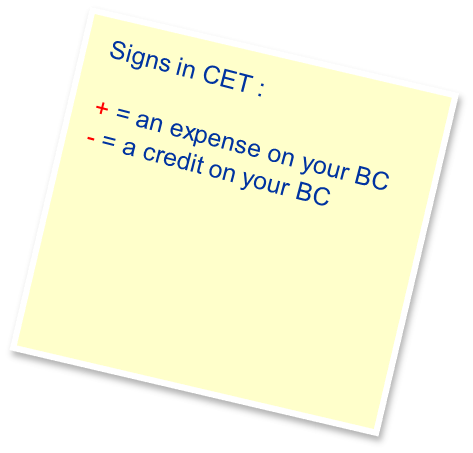 Signs in CET :
+ = an expense on your BC
- = a credit on your BC